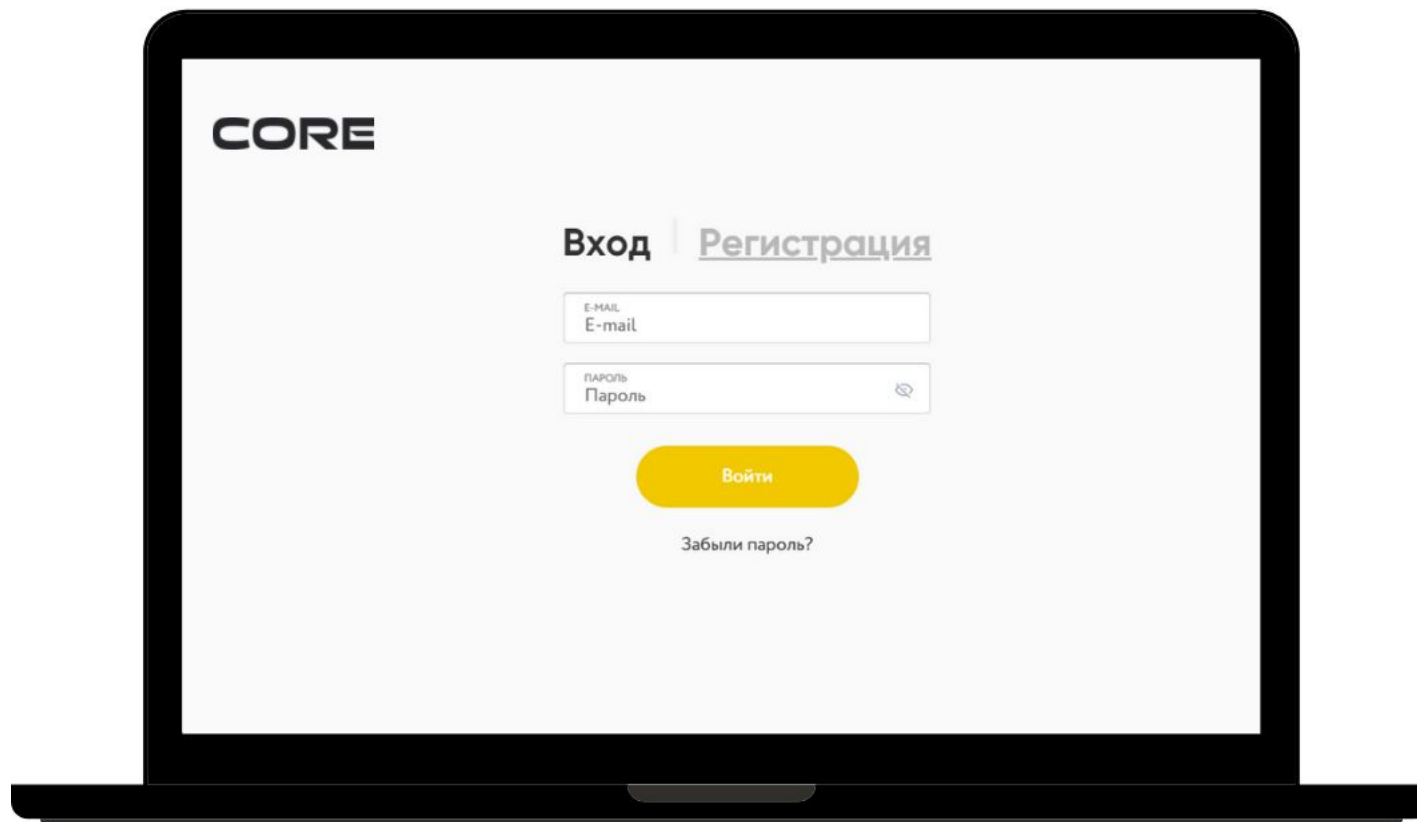 CORE
Вход Регистрация
E-MAIL
E-mail
ПАРОЛЬ
Пароль
Войти
Забыли пароль?